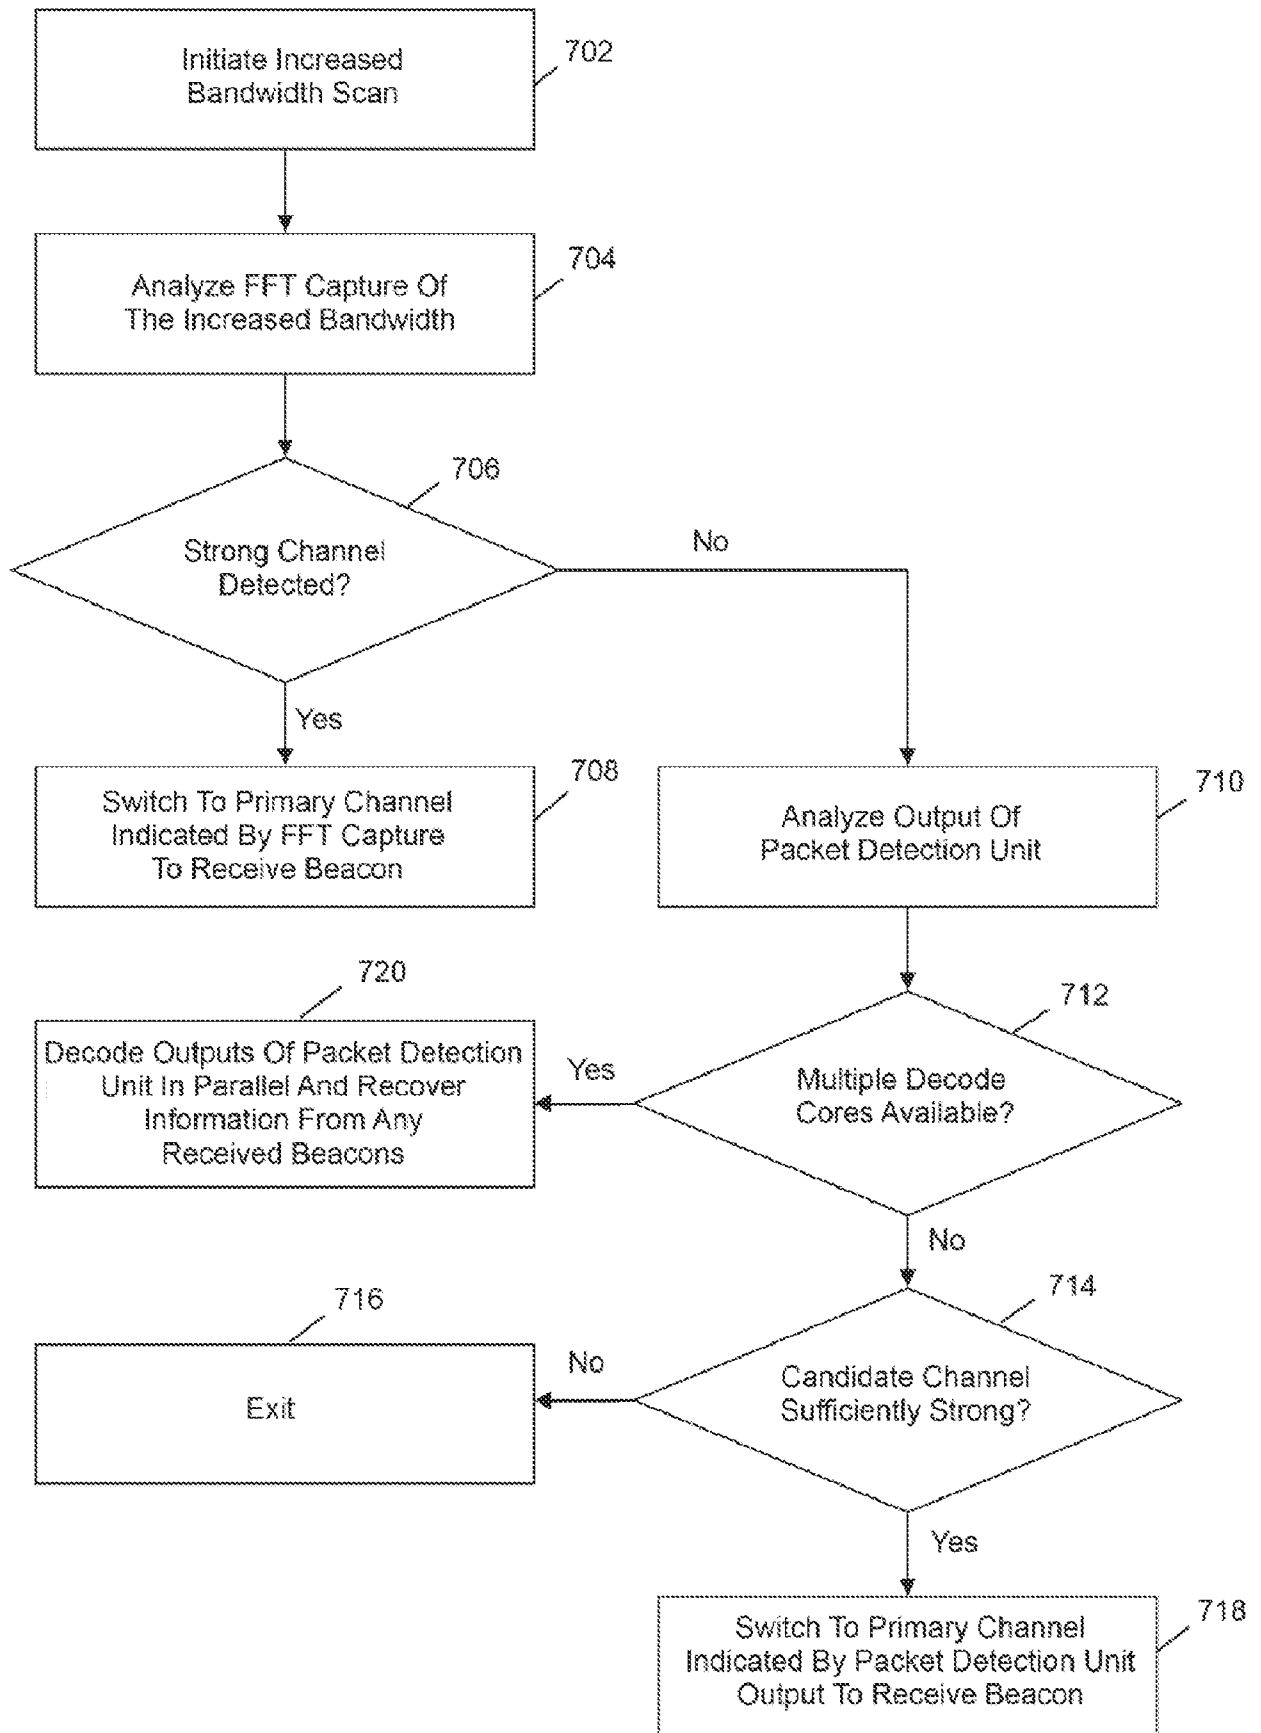 Initiate Increased
Bandwidth Scan
702
Analyze FFT Capture Of
The Increased Bandwidth
704
706
Strong Channel
Detected?
No
Yes
708
Switch To Primary Channel
Indicated By FFT Capture
To Receive Beacon
710
Analyze Output Of
Packet Detection Unit
720
Decode Outputs Of Packet Detection
Unit In Parallel And Recover
Information From Any
Received Beacons
Yes
712
Multiple Decode
Cores Available?
No
716
Exit
No
714
Candidate Channel
Sufficiently Strong?
Yes
718
Switch To Primary Channel
Indicated By Packet Detection Unit
Output To Receive Beacon